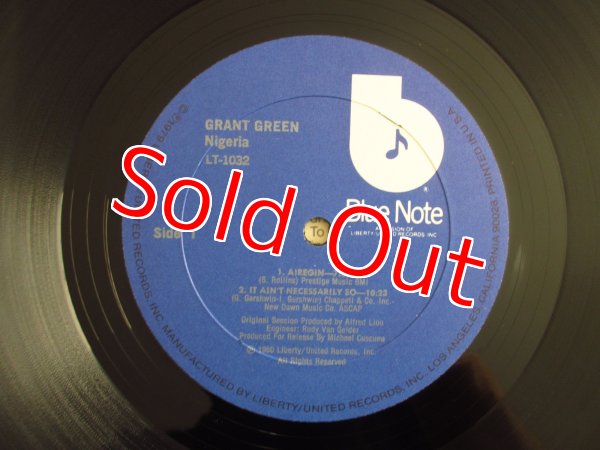 GRANT GREEN
Nigeria
LT-1032
b
®
Blue Note
A DIVISION OF
LIBERTY/UNITED RECORDS, INC
Side 1
To
Sold Out
1. AIREGIN
(S. Rollins) Prestige Music BMI
2. IT AIN'T NECESSARILY SO—10:23
(G. Gershwin-I. Gershwin) Chappell & Co. Inc.-
New Dawn Music Co. ASCAP
Original Session Produced by Alfred Lion
Engineer: Rudy Van Gelder
Produced For Release By Michael Cuscuna
Ⓟ 1980 Liberty/United Records, Inc.
All Rights Reserved
UNITED RECORDS, INC. MANUFACTURED BY LIBERTY/UNITED RECORDS, INC. LOS ANGELES, CALIFORNIA 90028. PRINTED IN U.S.A.